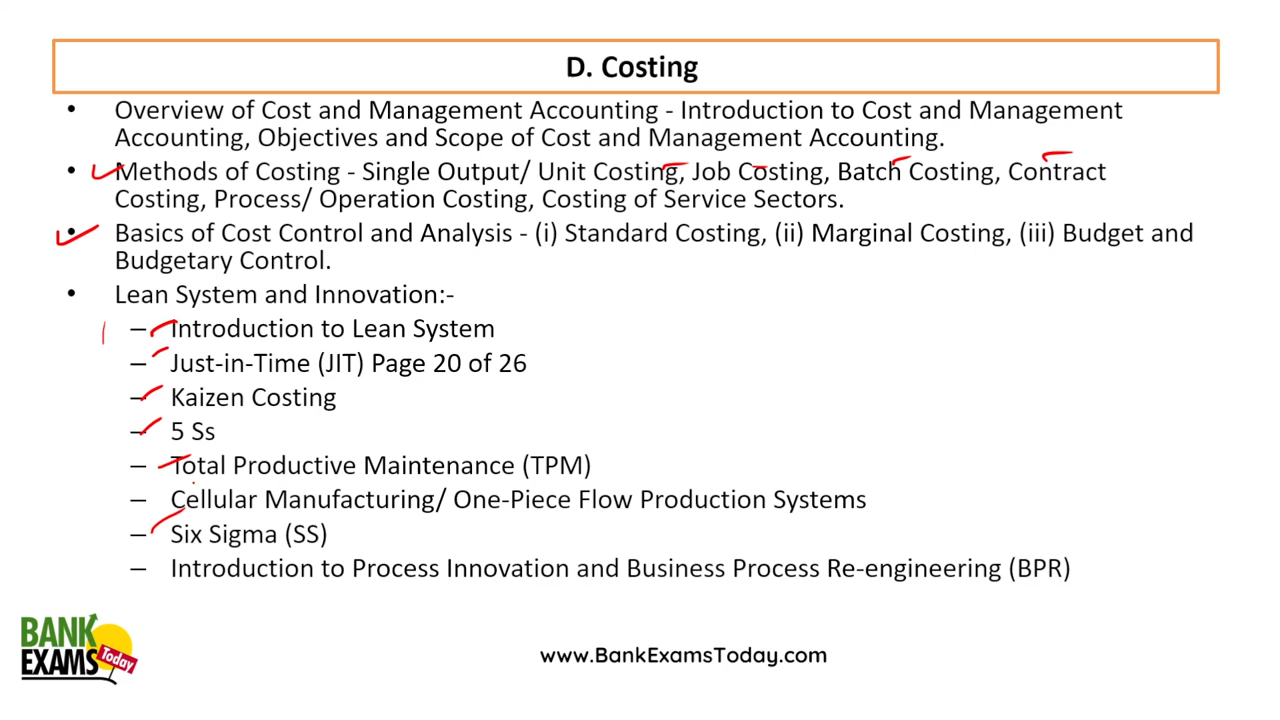 D. Costing
• Overview of Cost and Management Accounting - Introduction to Cost and Management
Accounting, Objectives and Scope of Cost and Management Accounting.
• Methods of Costing - Single Output/ Unit Costing, Job Costing, Batch Costing, Contract
Costing, Process/ Operation Costing, Costing of Service Sectors.
• Basics of Cost Control and Analysis - (i) Standard Costing, (ii) Marginal Costing, (iii) Budget and
Budgetary Control.
• Lean System and Innovation:-
– Introduction to Lean System
– Just-in-Time (JIT) Page 20 of 26
– Kaizen Costing
– 5 Ss
– Total Productive Maintenance (TPM)
– Cellular Manufacturing/ One-Piece Flow Production Systems
– Six Sigma (SS)
– Introduction to Process Innovation and Business Process Re-engineering (BPR)
BANK
EXAMS
Today
www.BankExamsToday.com